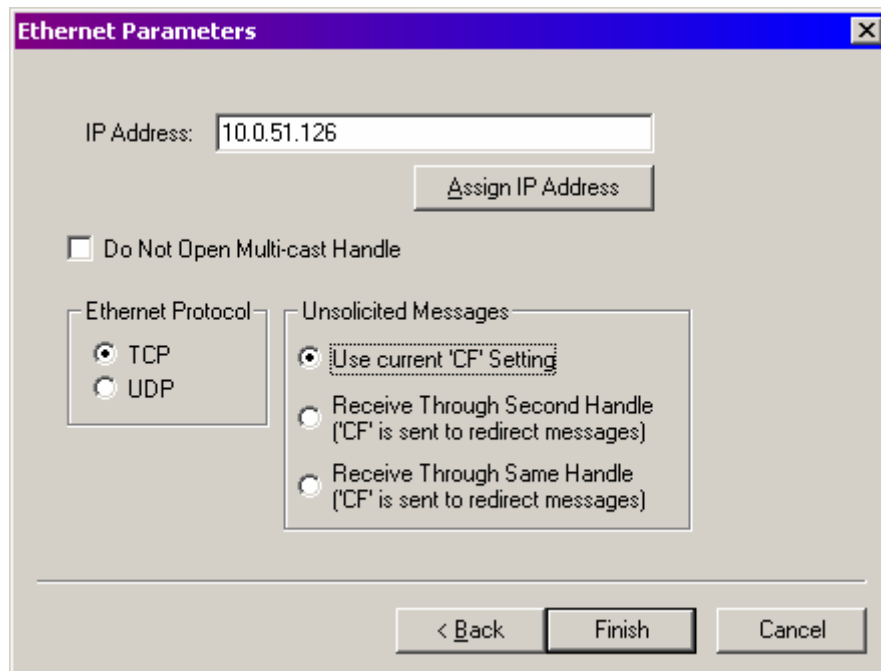 Ethernet Parameters
IP Address: 10.0.51.126
Assign IP Address
Do Not Open Multi-cast Handle
Ethernet Protocol
TCP
UDP
Unsolicited Messages
Use current 'CF' Setting
Receive Through Second Handle
('CF' is sent to redirect messages)
Receive Through Same Handle
('CF' is sent to redirect messages)
< Back
Finish
Cancel